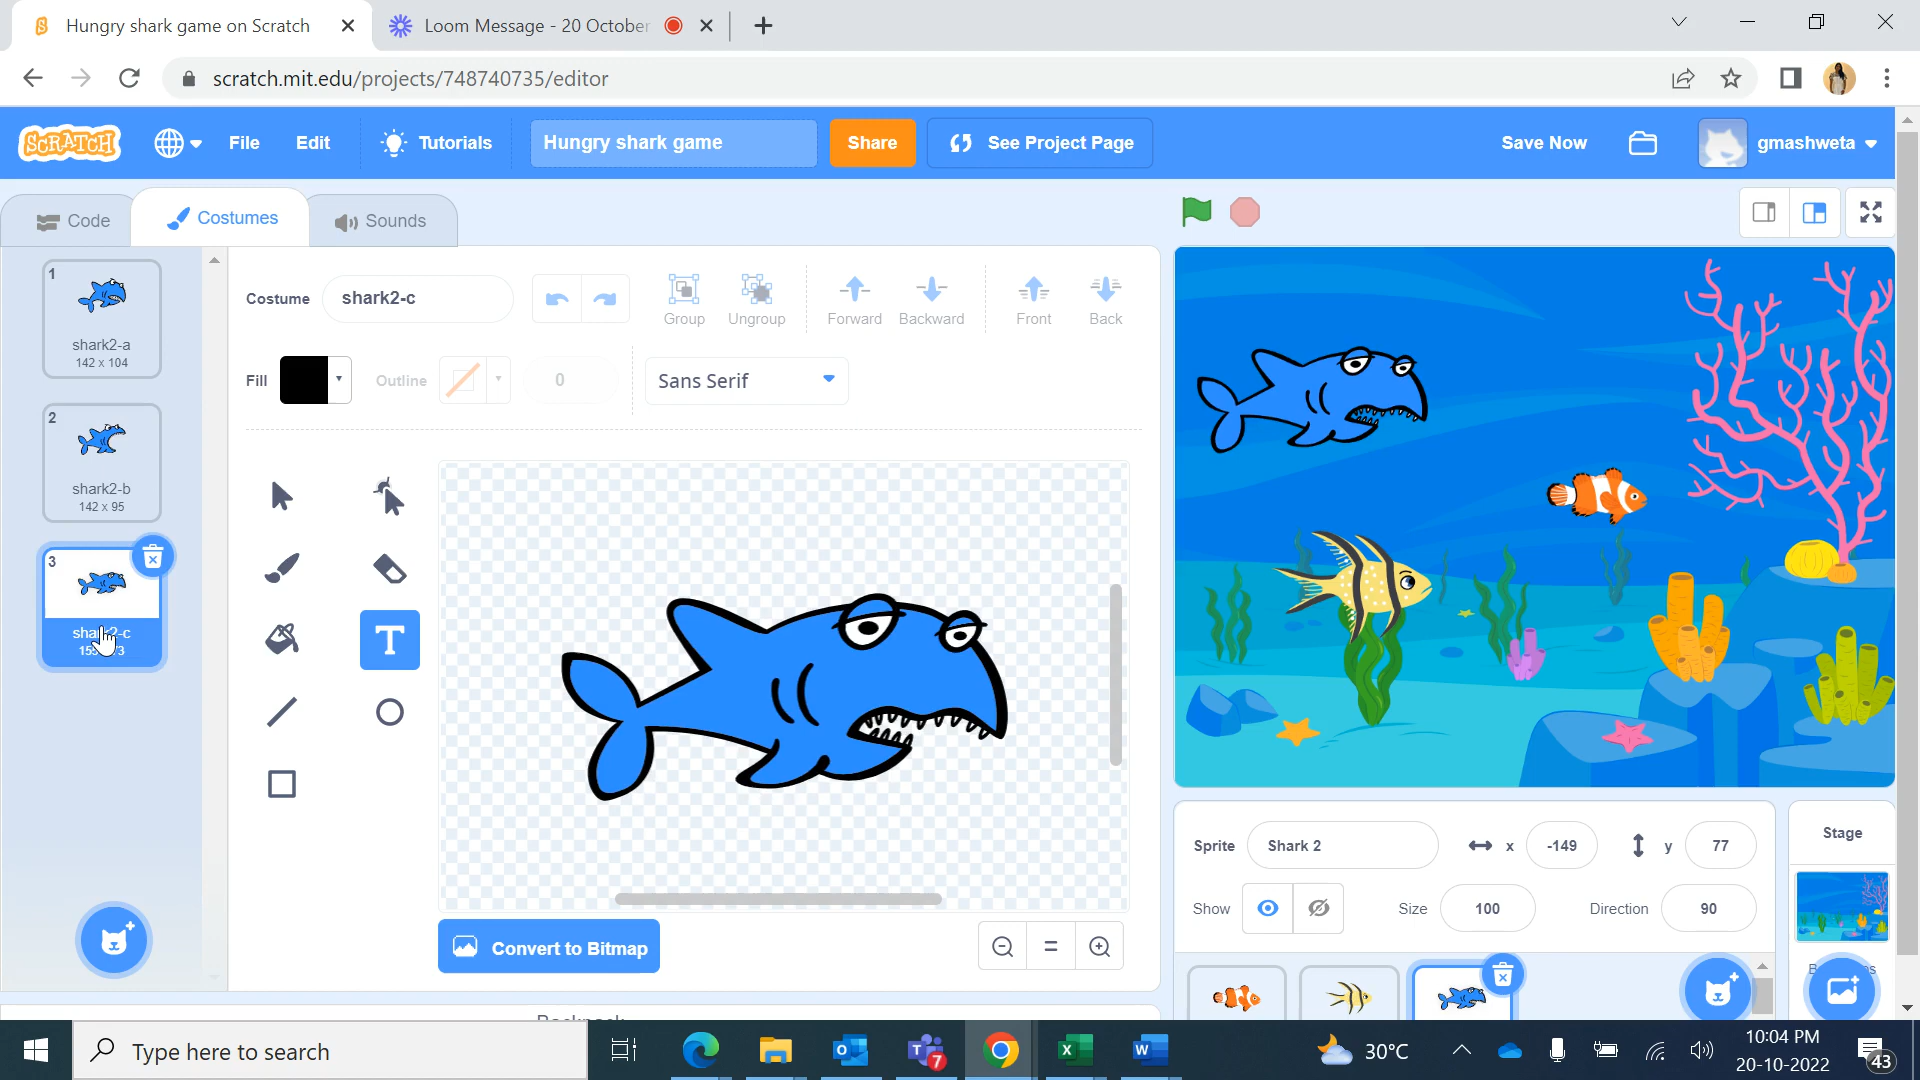 Hungry shark game on Scratch
Loom Message - 20 October
scratch.mit.edu/projects/748740735/editor
SCRATCH
File
Edit
Tutorials
Hungry shark game
Share
See Project Page
Save Now
gmashweta
Code
Costumes
Sounds
1
shark2-a
142 x 104
2
shark2-b
142 x 95
3
Costume
shark2-c
Group
Ungroup
Forward
Backward
Front
Back
Fill
Outline
0
Sans Serif
T
Convert to Bitmap
Sprite
Shark 2
x
-149
y
77
Show
Size
100
Direction
90
Stage
Type here to search
7
30°C
10:04 PM
20-10-2022
43